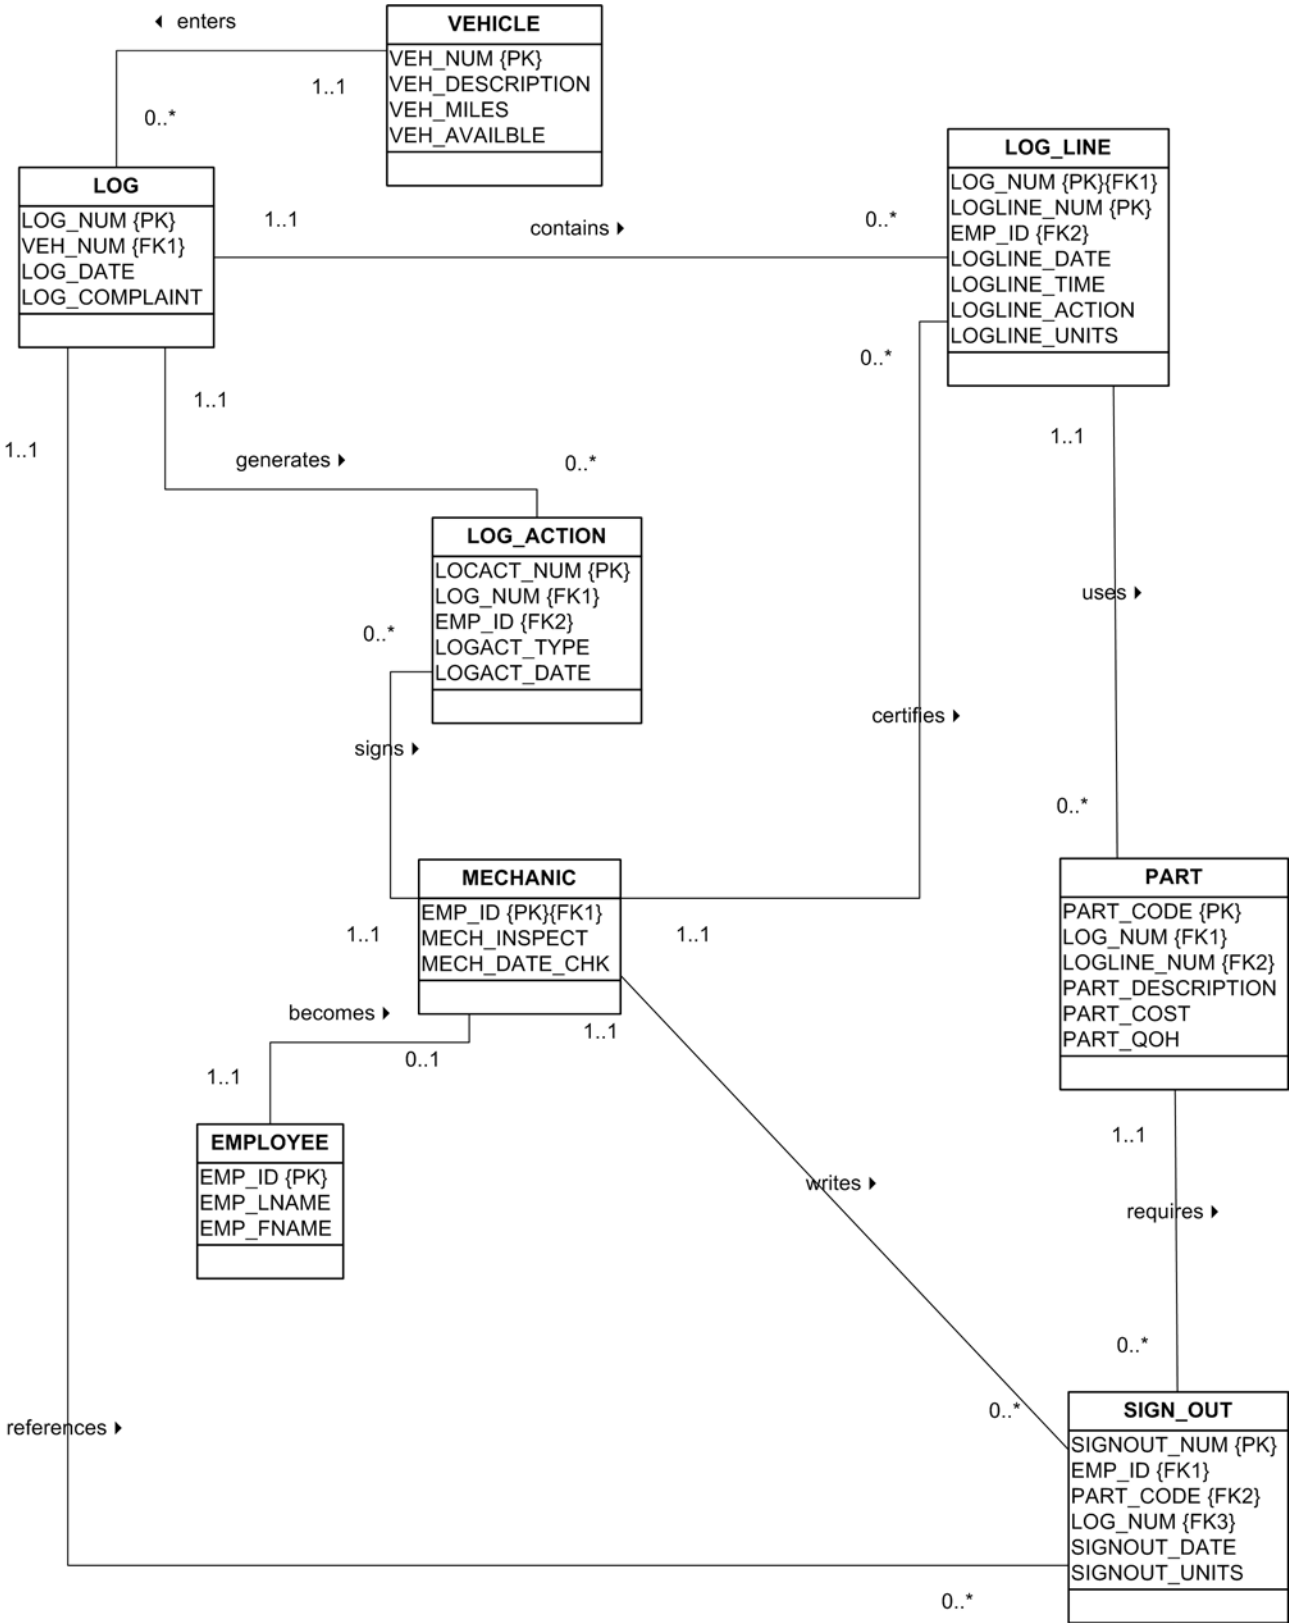 ◂ enters
VEHICLE
VEH_NUM {PK}
VEH_DESCRIPTION
VEH_MILES
VEH_AVAILBLE
1..1
0..*
LOG
LOG_NUM {PK}
VEH_NUM {FK1}
LOG_DATE
LOG_COMPLAINT
1..1
contains ▸
0..*
LOG_LINE
LOG_NUM {PK}{FK1}
LOGLINE_NUM {PK}
EMP_ID {FK2}
LOGLINE_DATE
LOGLINE_TIME
LOGLINE_ACTION
LOGLINE_UNITS
0..*
1..1
1..1
1..1
generates ▸
0..*
LOG_ACTION
LOCACT_NUM {PK}
LOG_NUM {FK1}
EMP_ID {FK2}
LOGACT_TYPE
LOGACT_DATE
0..*
signs ▸
uses ▸
certifies ▸
0..*
MECHANIC
EMP_ID {PK}{FK1}
MECH_INSPECT
MECH_DATE_CHK
1..1
1..1
PART
PART_CODE {PK}
LOG_NUM {FK1}
LOGLINE_NUM {FK2}
PART_DESCRIPTION
PART_COST
PART_QOH
becomes ▸
0..1
1..1
1..1
EMPLOYEE
EMP_ID {PK}
EMP_LNAME
EMP_FNAME
1..1
writes ▸
requires ▸
0..*
0..*
SIGN_OUT
SIGNOUT_NUM {PK}
EMP_ID {FK1}
PART_CODE {FK2}
LOG_NUM {FK3}
SIGNOUT_DATE
SIGNOUT_UNITS
references ▸
0..*